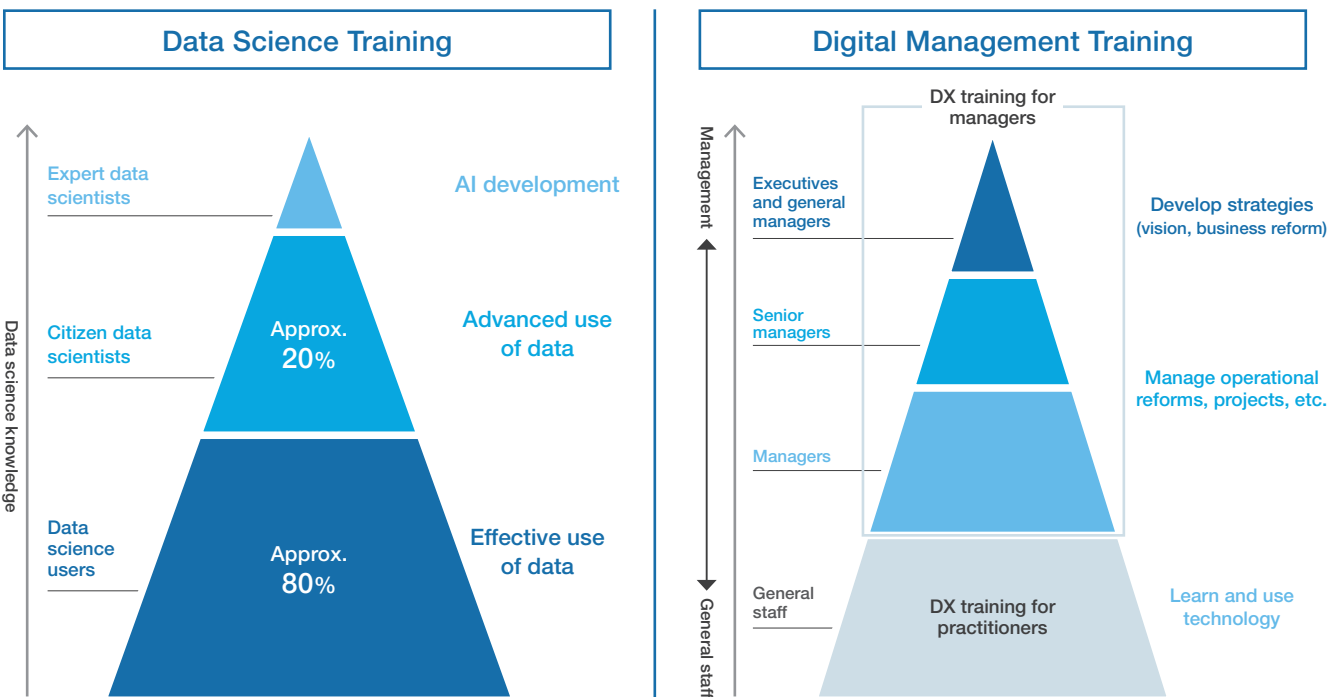 Data Science Training
Data science knowledge
Expert data
scientists
AI development
Citizen data
scientists
Approx.
20%
Advanced use
of data
Data
science
users
Approx.
80%
Effective use
of data
Digital Management Training
DX training for
managers
Management
General staff
Executives
and general
managers
Develop strategies
(vision, business reform)
Senior
managers
Manage operational
reforms, projects, etc.
Managers
General
staff
DX training for
practitioners
Learn and use
technology